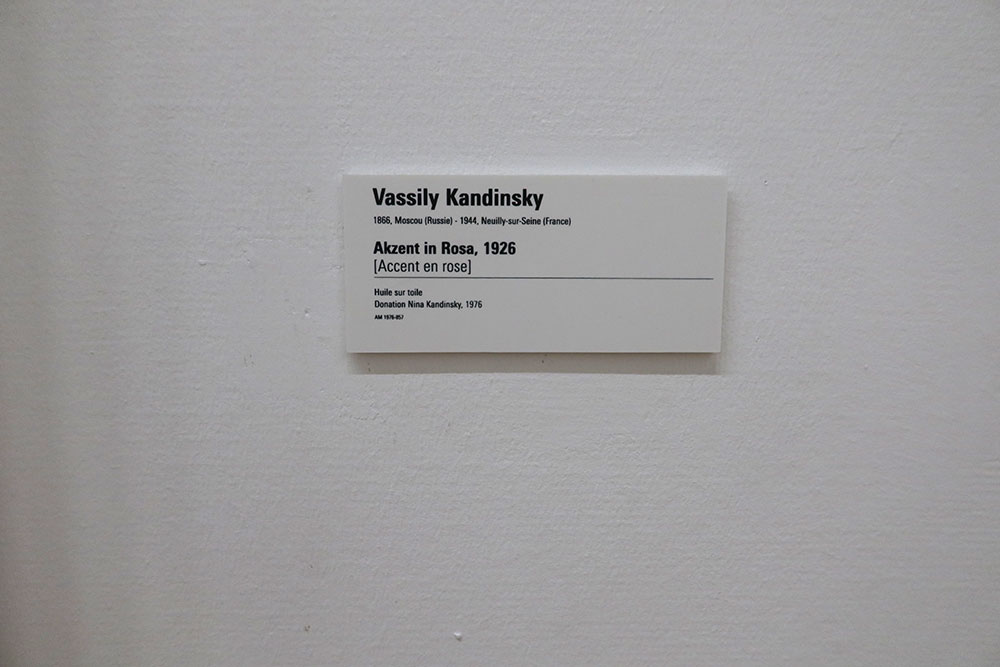 Vassily Kandinsky
1866, Moscou (Russie) - 1944, Neuilly-sur-Seine (France)
Akzent in Rosa, 1926
[Accent en rose]
Huile sur toile
Donation Nina Kandinsky, 1976
AM 1976-857